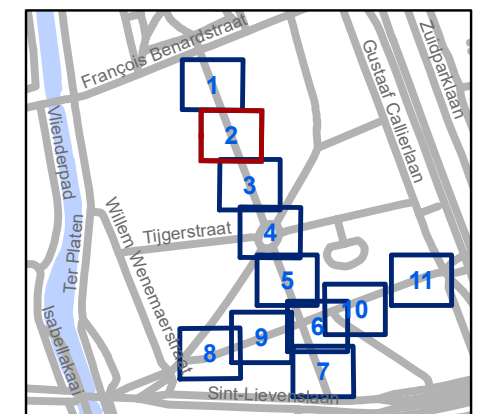 François Benardstraat
Zuidparklaan
Gustaaf Callierlaan
Vlienderpad
Ter Platen
Isabellakaai
Willem Wenemaerstraat
Tijgerstraat
Sint-Lievenslaan
1
2
3
4
5
6
7
8
9
10
11